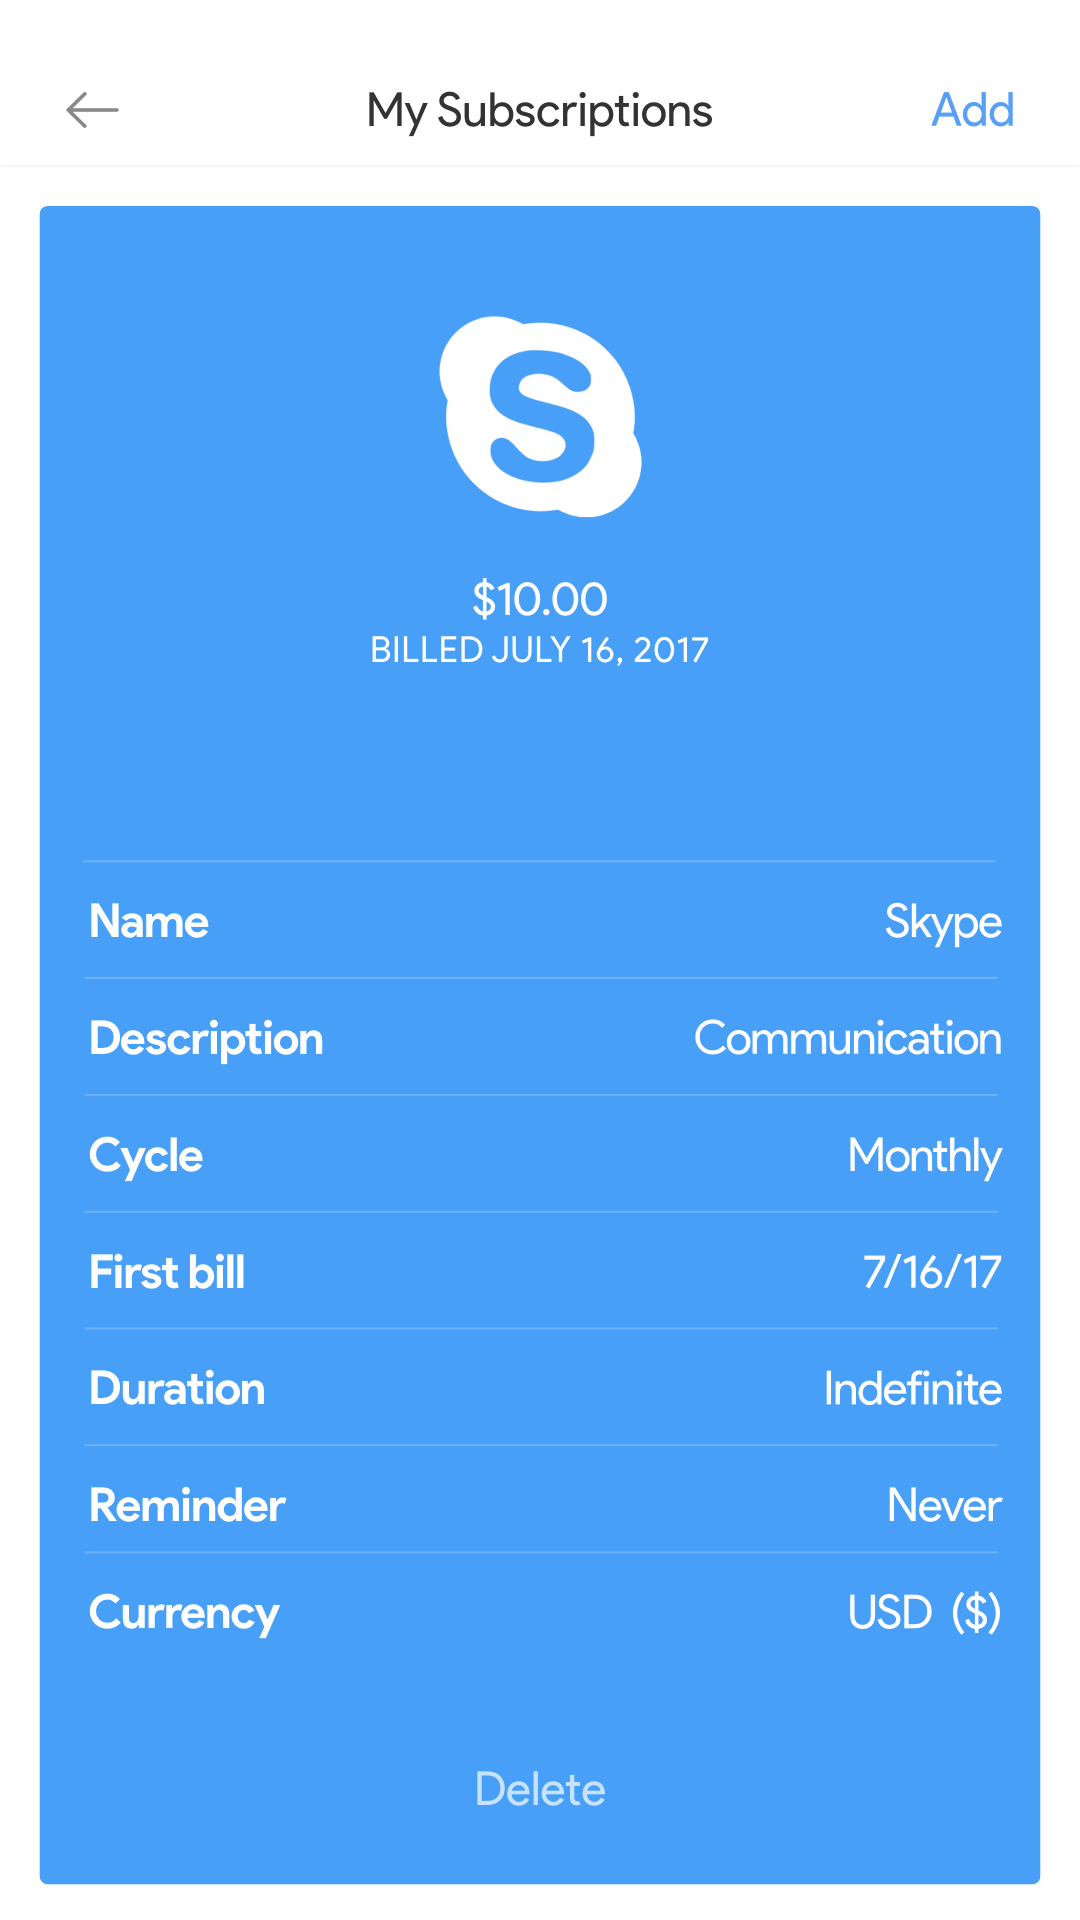 My Subscriptions
Add
S
$10.00
BILLED JULY 16, 2017
Name Skype
Description Communication
Cycle Monthly
First bill 7/16/17
Duration Indefinite
Reminder Never
Currency USD ($)
Delete